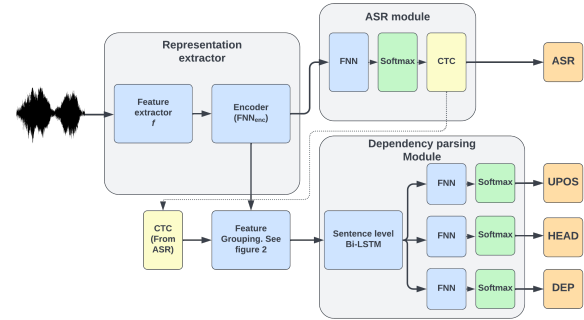 ASR module
Representation
extractor
FNN
Softmax
CTC
ASR
Feature
extractor
f
Encoder
(FNNenc)
Dependency parsing
Module
FNN
Softmax
UPOS
CTC
(From
ASR)
Feature
Grouping. See
figure 2
Sentence level
Bi-LSTM
FNN
Softmax
HEAD
FNN
Softmax
DEP